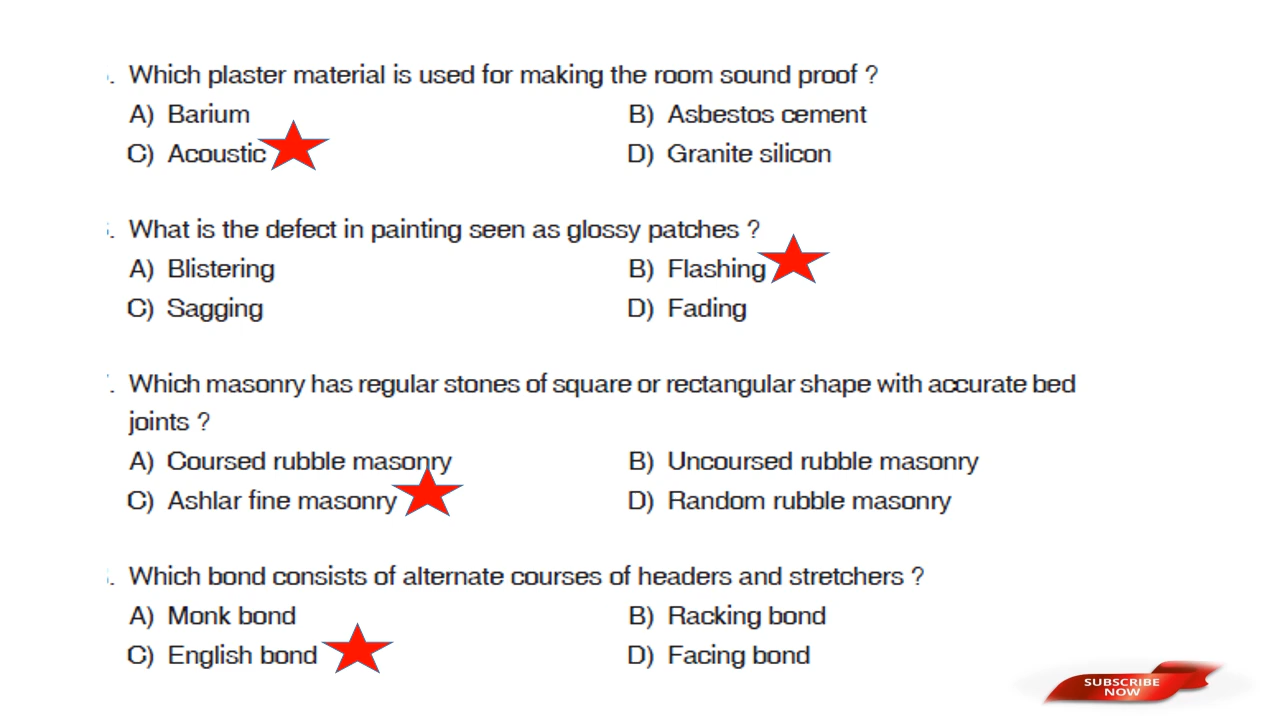 . Which plaster material is used for making the room sound proof ?
A) Barium B) Asbestos cement
C) Acoustic D) Granite silicon
. What is the defect in painting seen as glossy patches ?
A) Blistering B) Flashing
C) Sagging D) Fading
. Which masonry has regular stones of square or rectangular shape with accurate bed
joints ?
A) Coursed rubble masonry B) Uncoursed rubble masonry
C) Ashlar fine masonry D) Random rubble masonry
. Which bond consists of alternate courses of headers and stretchers ?
A) Monk bond B) Racking bond
C) English bond D) Facing bond
SUBSCRIBE
NOW